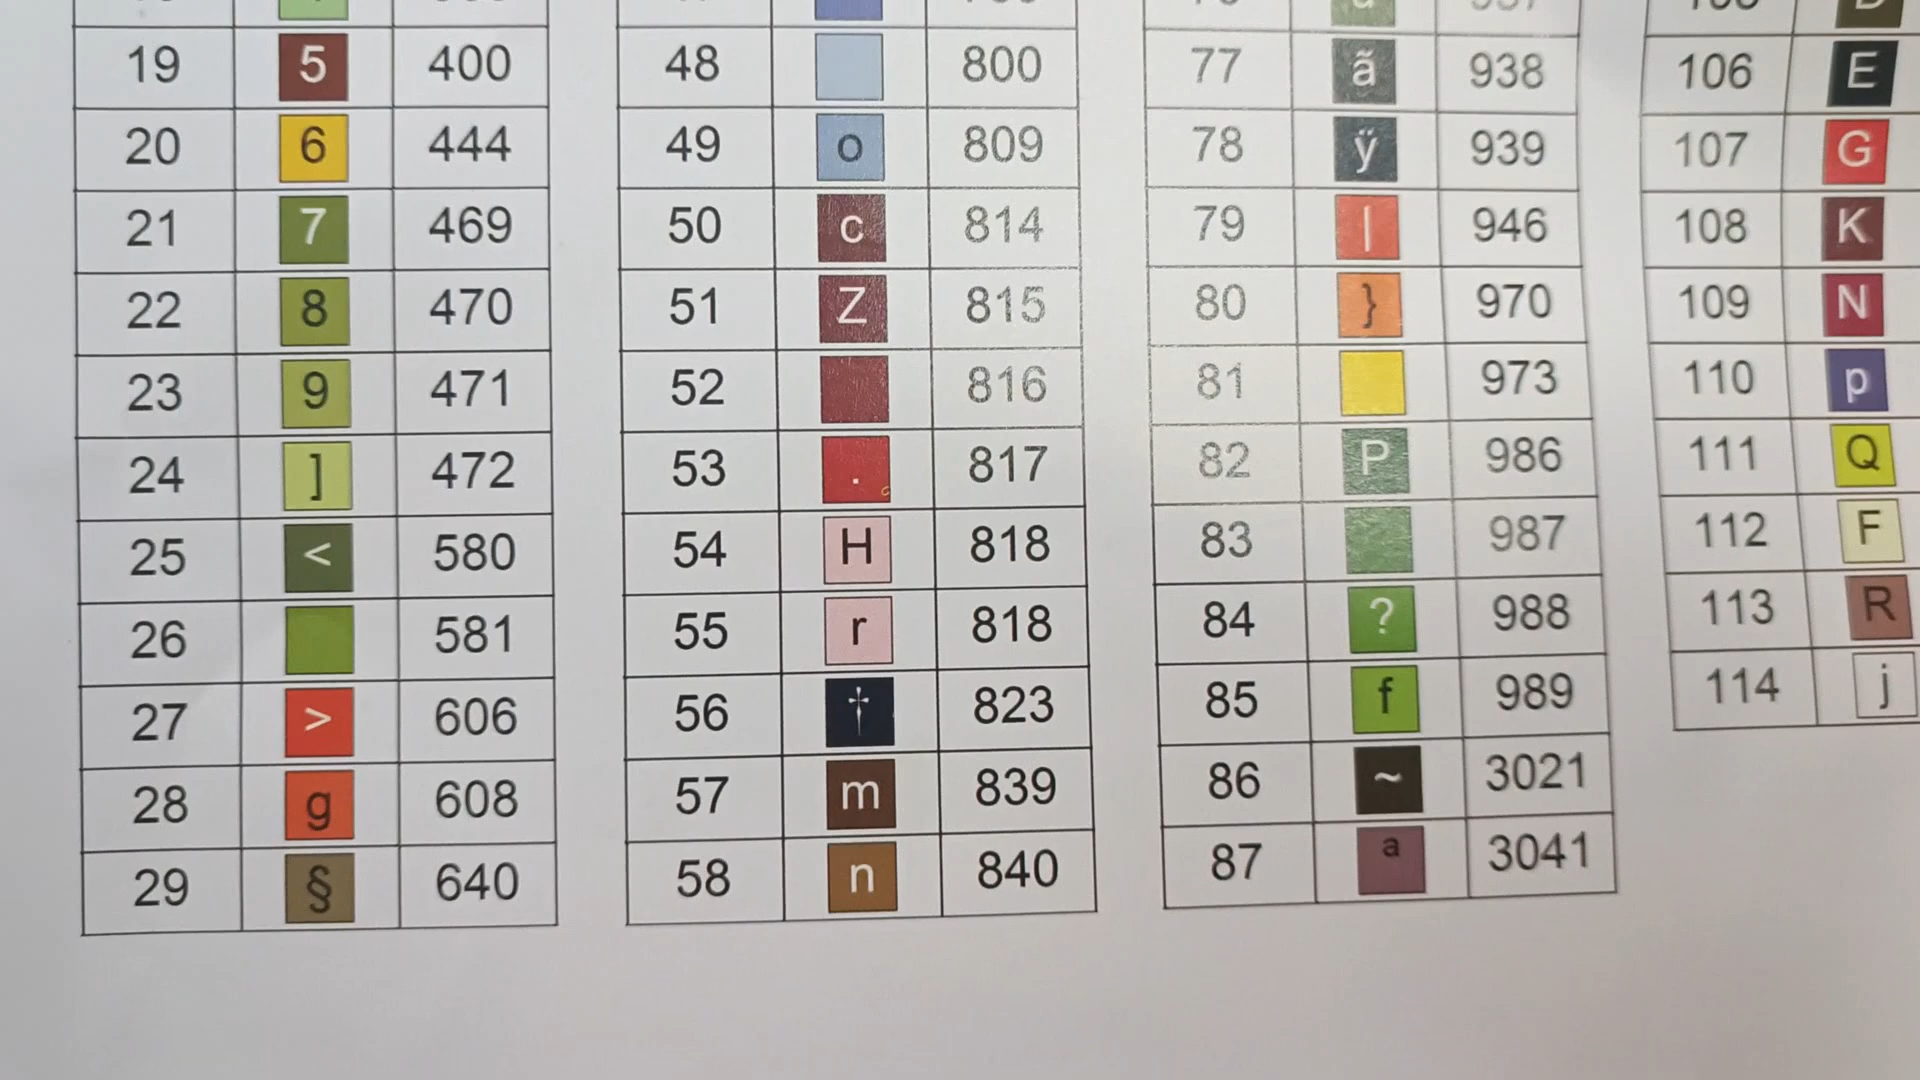 19 5 400 48 800 77 ã 938 106 E
20 6 444 49 o 809 78 ÿ 939 107 G
21 7 469 50 c 814 79 | 946 108 K
22 8 470 51 Z 815 80 } 970 109 N
23 9 471 52 816 81 973 110 p
24 ] 472 53 . 817 82 P 986 111 Q
25 < 580 54 H 818 83 987 112 F
26 581 55 r 818 84 ? 988 113 R
27 > 606 56 † 823 85 f 989 114 j
28 g 608 57 m 839 86 ~ 3021
29 § 640 58 n 840 87 ª 3041